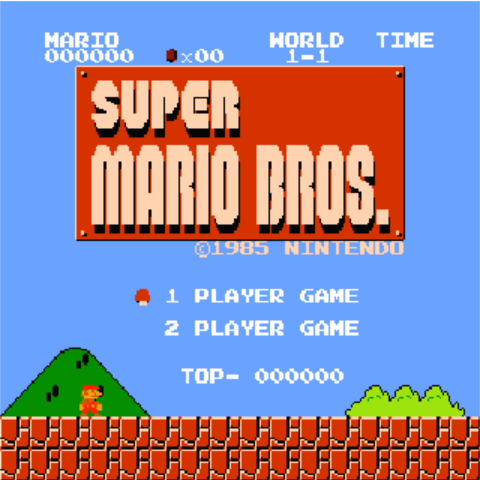 MARIO WORLD TIME
000000 x00 1-1
SUPER
MARIO BROS.
©1985 NINTENDO
1 PLAYER GAME
2 PLAYER GAME
TOP- 000000